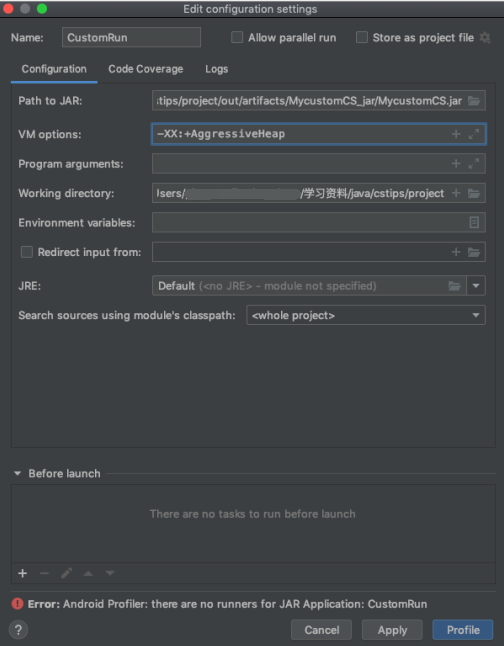 Edit configuration settings
Name: CustomRun Allow parallel run Store as project file
Configuration Code Coverage Logs
Path to JAR: :tips/project/out/artifacts/MycustomCS_jar/MycustomCS.jar
VM options: -XX:+AggressiveHeap
Program arguments:
Working directory: /学习资料/java/cstips/project
Environment variables:
Redirect input from:
JRE: Default (<no JRE> - module not specified)
Search sources using module's classpath: <whole project>
Before launch
There are no tasks to run before launch
Error: Android Profiler: there are no runners for JAR Application: CustomRun
? Cancel Apply Profile